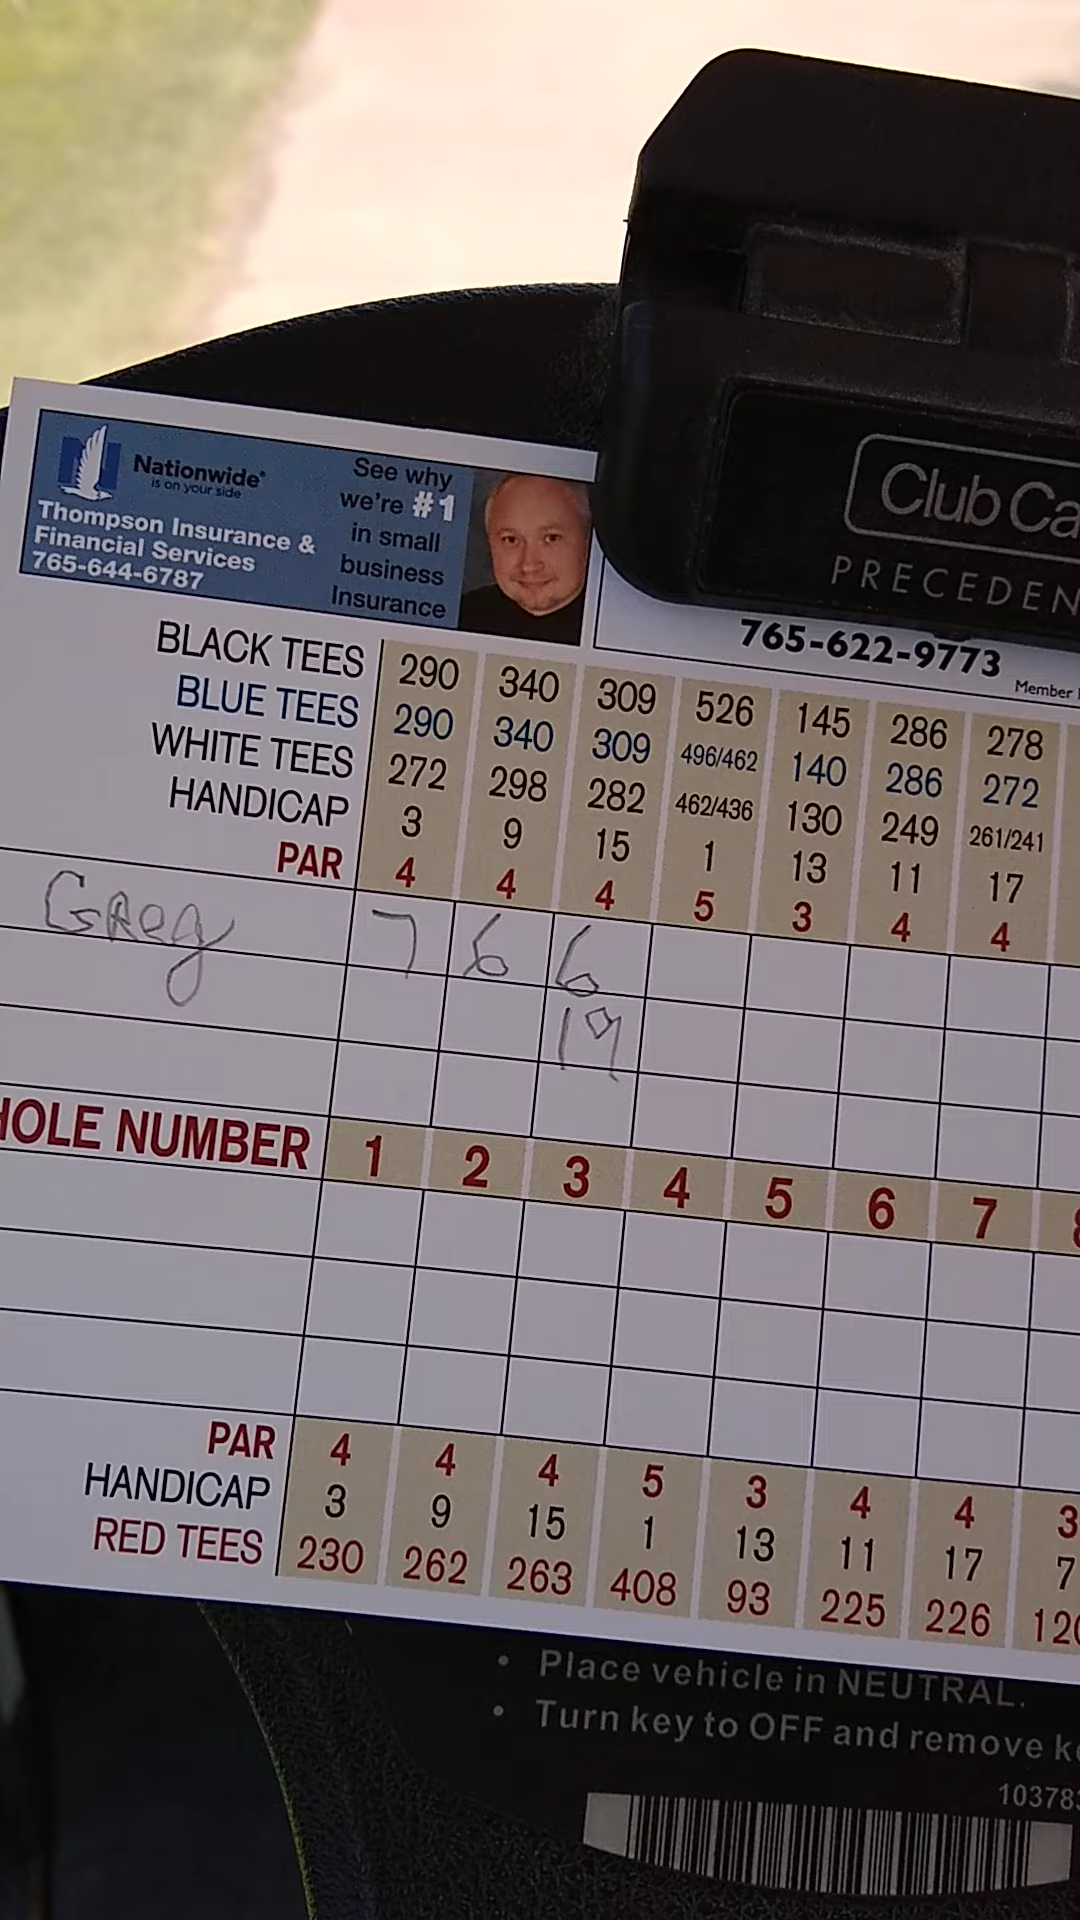 Club Ca
PRECEDEN
Nationwide®
is on your side
Thompson Insurance &
Financial Services
765-644-6787
See why
we're #1
in small
business
Insurance
765-622-9773
Member
BLACK TEES 290 340 309 526 145 286 278
BLUE TEES 290 340 309 496/462 140 286 272
WHITE TEES 272 298 282 462/436 130 249 261/241
HANDICAP 3 9 15 1 13 11 17
PAR 4 4 4 5 3 4 4
Greg 7 6 6
19
HOLE NUMBER 1 2 3 4 5 6 7
PAR 4 4 4 5 3 4 4 3
HANDICAP 3 9 15 1 13 11 17 7
RED TEES 230 262 263 408 93 225 226 120
• Place vehicle in NEUTRAL.
• Turn key to OFF and remove k
10378